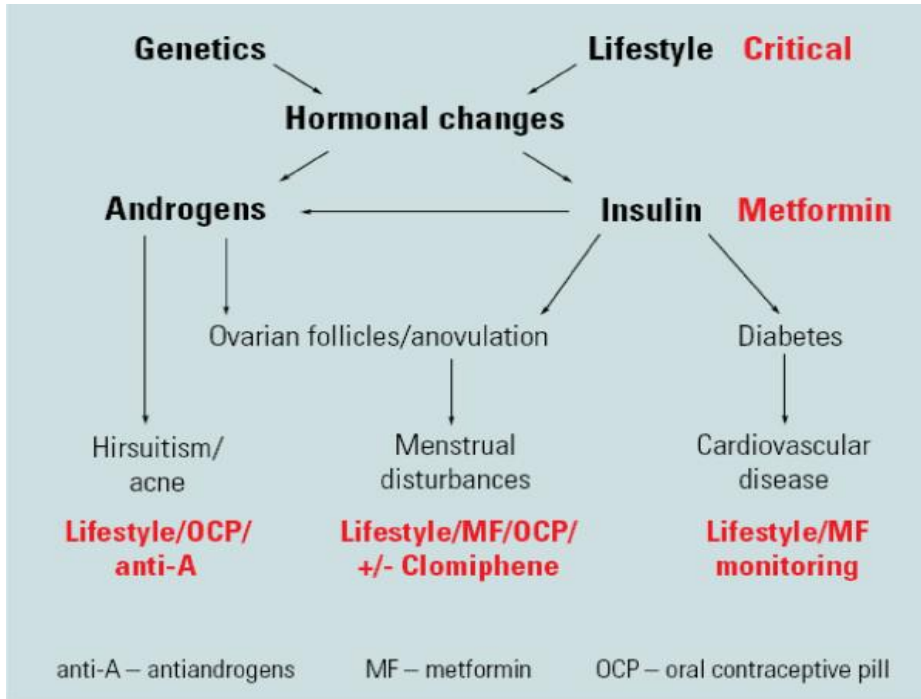 Genetics
Lifestyle Critical
Hormonal changes
Androgens
Insulin Metformin
Ovarian follicles/anovulation
Diabetes
Hirsuitism/
acne
Menstrual
disturbances
Cardiovascular
disease
Lifestyle/OCP/
anti-A
Lifestyle/MF/OCP/
+/- Clomiphene
Lifestyle/MF
monitoring
anti-A – antiandrogens
MF – metformin
OCP – oral contraceptive pill